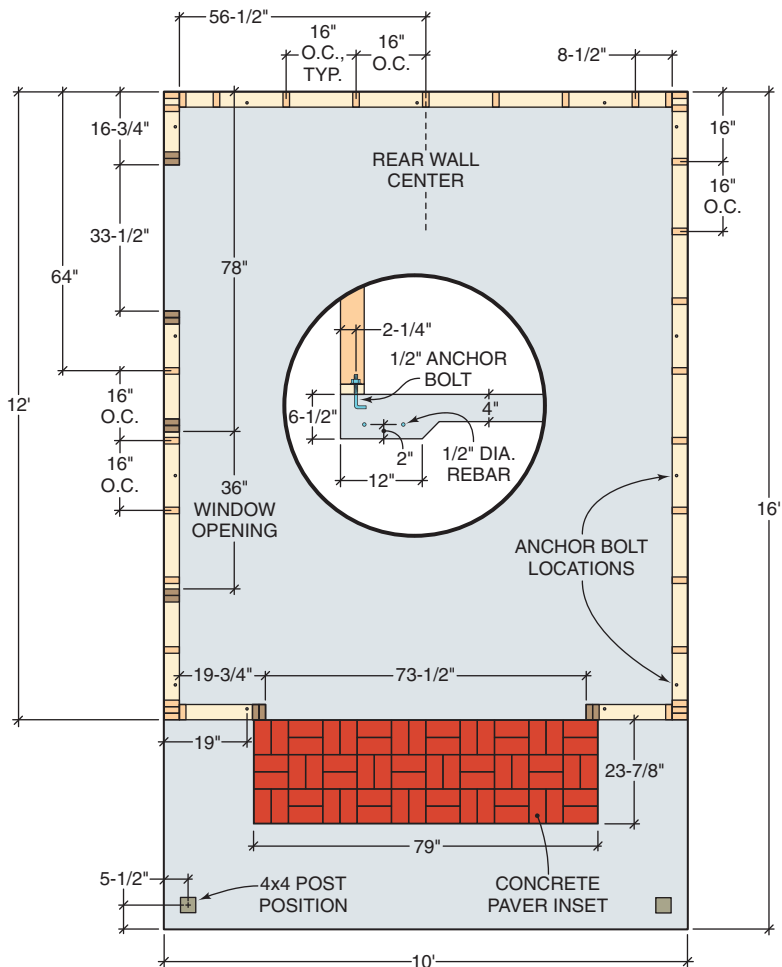 56-1/2"
16"
O.C.,
TYP.
16"
O.C.
8-1/2"
16-3/4"
REAR WALL
CENTER
16"
16"
O.C.
33-1/2"
64"
78"
2-1/4"
1/2" ANCHOR
BOLT
12'
16"
O.C.
6-1/2"
4"
2"
1/2" DIA.
REBAR
12"
16"
O.C.
36"
WINDOW
OPENING
16'
ANCHOR BOLT
LOCATIONS
19-3/4"
73-1/2"
19"
23-7/8"
79"
5-1/2"
4x4 POST
POSITION
CONCRETE
PAVER INSET
10'